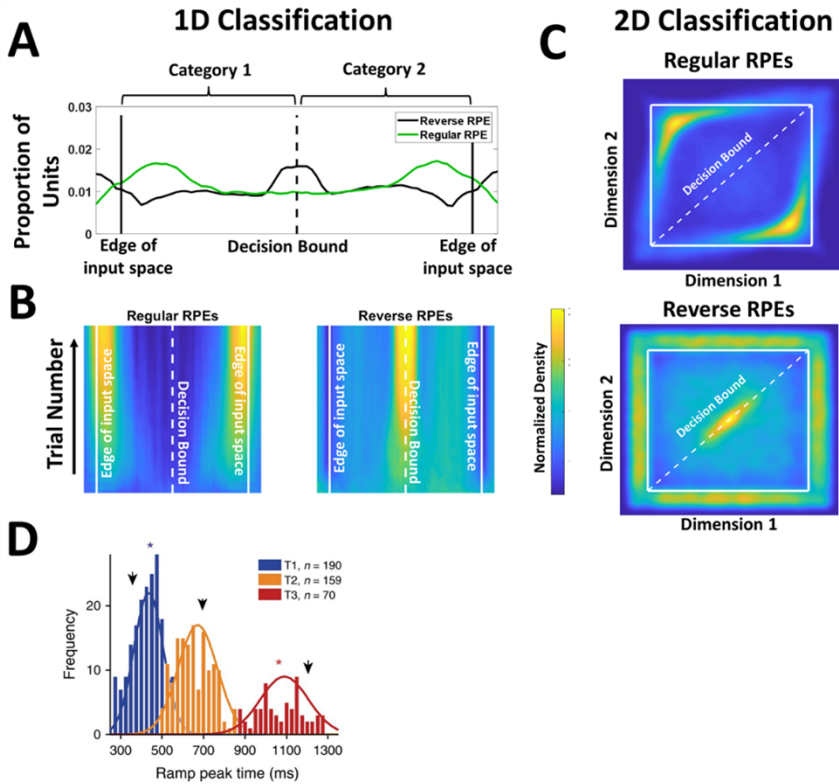 1D Classification
2D Classification
A
Category 1
Category 2
Proportion of
Units
0.03
0.02
0.01
0
Reverse RPE
Regular RPE
Edge of
input space
Decision Bound
Edge of
input space
B
Trial Number
Regular RPEs
Edge of input space
Decision Bound
Edge of input space
Reverse RPEs
Edge of input space
Decision Bound
Edge of input space
Normalized Density
C
Regular RPEs
Dimension 2
Decision Bound
Dimension 1
Reverse RPEs
Dimension 2
Decision Bound
Dimension 1
D
*
T1, n = 190
T2, n = 159
T3, n = 70
*
Frequency
20
10
0
300 500 700 900 1100 1300
Ramp peak time (ms)